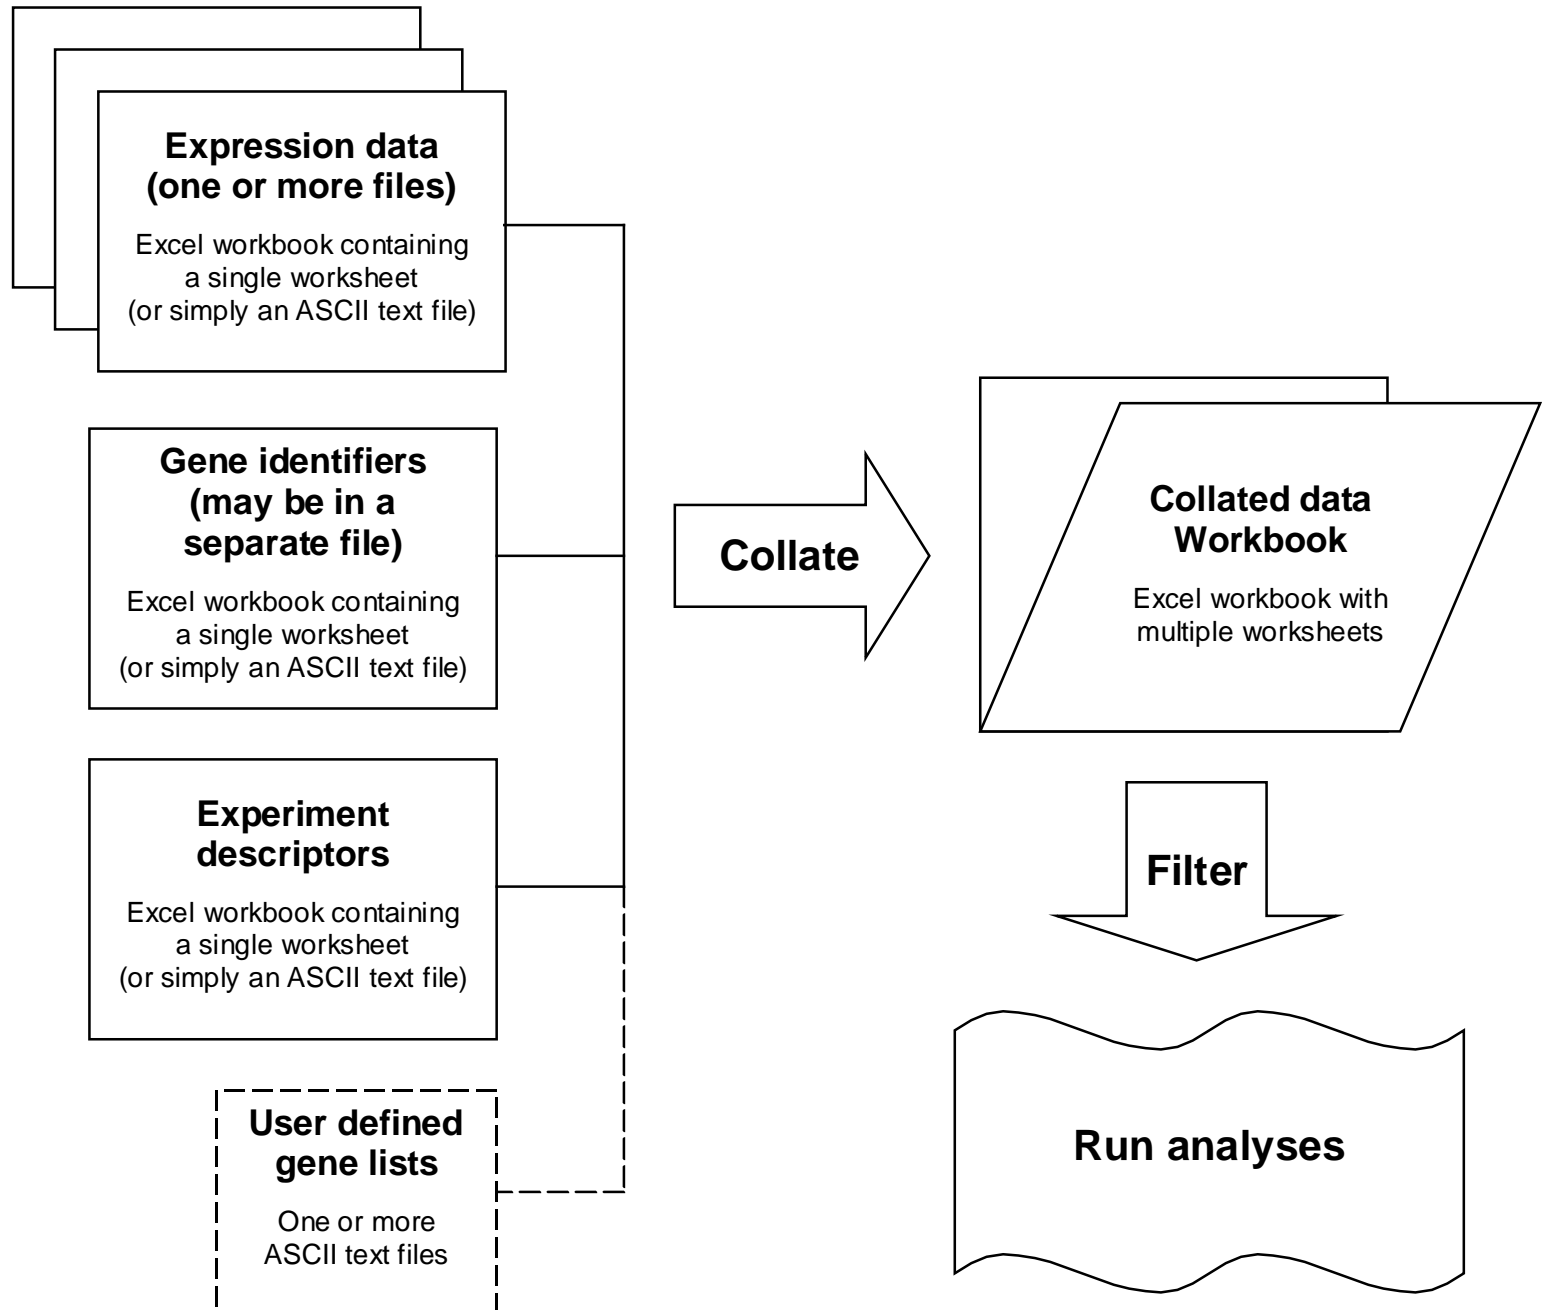 Expression data
(one or more files)
Excel workbook containing
a single worksheet
(or simply an ASCII text file)
Gene identifiers
(may be in a
separate file)
Excel workbook containing
a single worksheet
(or simply an ASCII text file)
Experiment
descriptors
Excel workbook containing
a single worksheet
(or simply an ASCII text file)
User defined
gene lists
One or more
ASCII text files
Collate
Collated data
Workbook
Excel workbook with
multiple worksheets
Filter
Run analyses